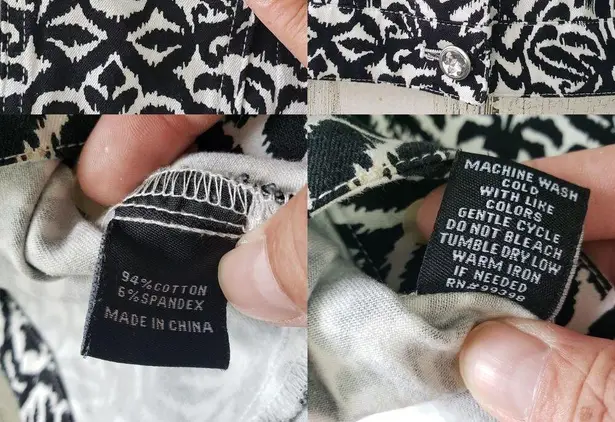 94%COTTON
6%SPANDEX
MADE IN CHINA
MACHINE WASH
COLD
WITH LIKE
COLORS
GENTLE CYCLE
DO NOT BLEACH
TUMBLE DRY LOW
WARM IRON
IF NEEDED
RN#99398